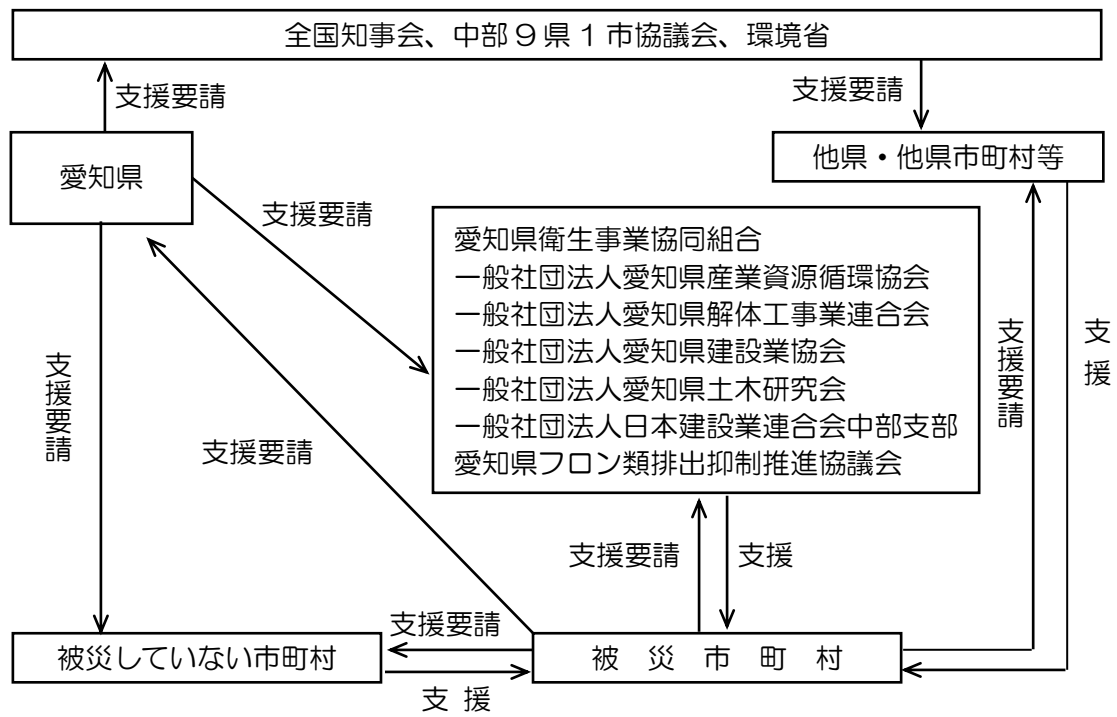 全国知事会、中部９県１市協議会、環境省
支援要請
支援要請
愛知県
他県・他県市町村等
支援要請
愛知県衛生事業協同組合
一般社団法人愛知県産業資源循環協会
一般社団法人愛知県解体工事業連合会
一般社団法人愛知県建設業協会
一般社団法人愛知県土木研究会
一般社団法人日本建設業連合会中部支部
愛知県フロン類排出抑制推進協議会
支援要請
支援要請
支援要請
支援
支援要請
支援
支援要請
被災していない市町村
被災市町村
支援